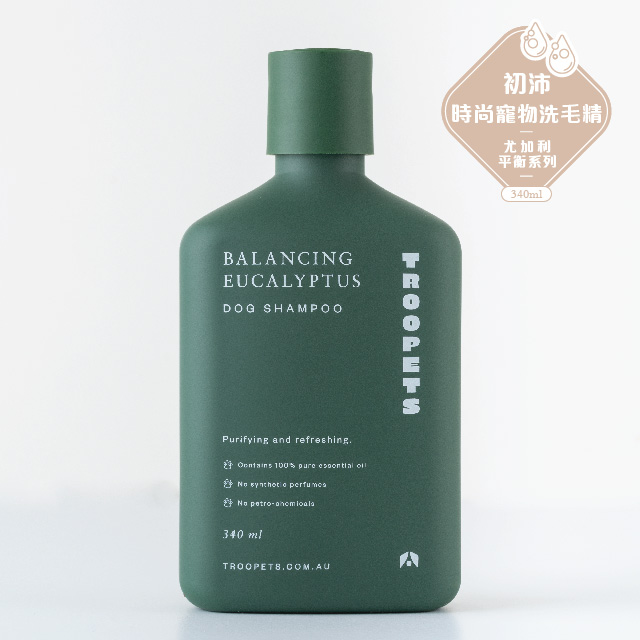 初沛
時尚寵物洗毛精
尤加利
平衡系列
340ml
BALANCING
EUCALYPTUS
DOG SHAMPOO
TROOPETS
Purifying and refreshing.
Contains 100% pure essential oil
No synthetic perfumes
No petro-chemicals
340 ml
TROOPETS.COM.AU